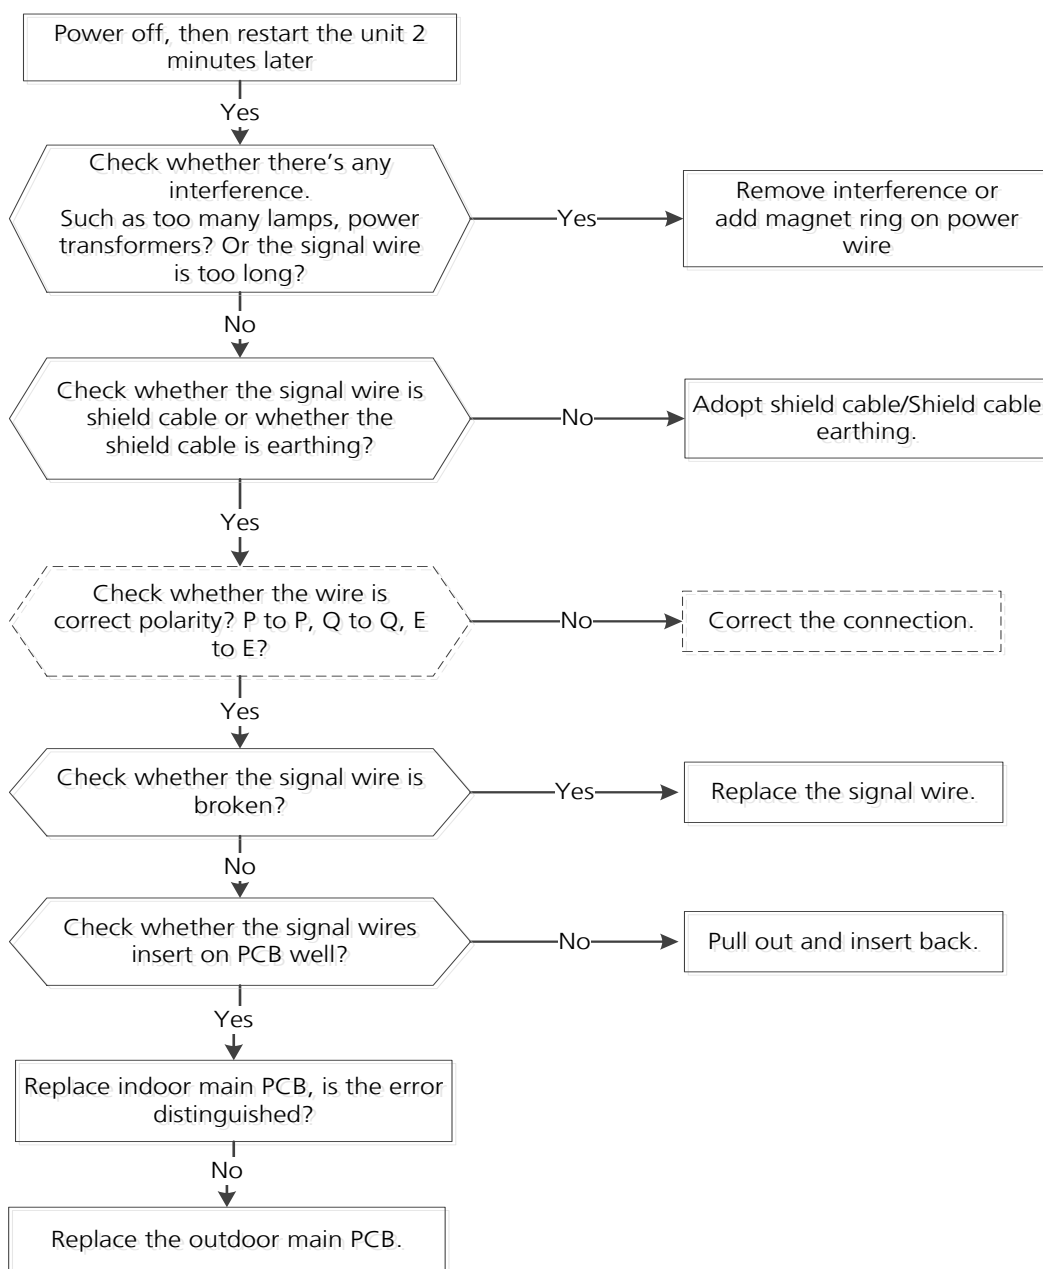 Power off, then restart the unit 2
minutes later
Yes
Check whether there's any
interference.
Such as too many lamps, power
transformers? Or the signal wire
is too long?
Yes
Remove interference or
add magnet ring on power
wire
No
Check whether the signal wire is
shield cable or whether the
shield cable is earthing?
No
Adopt shield cable/Shield cable
earthing.
Yes
Check whether the wire is
correct polarity? P to P, Q to Q, E
to E?
No
Correct the connection.
Yes
Check whether the signal wire is
broken?
Yes
Replace the signal wire.
No
Check whether the signal wires
insert on PCB well?
No
Pull out and insert back.
Yes
Replace indoor main PCB, is the error
distinguished?
No
Replace the outdoor main PCB.